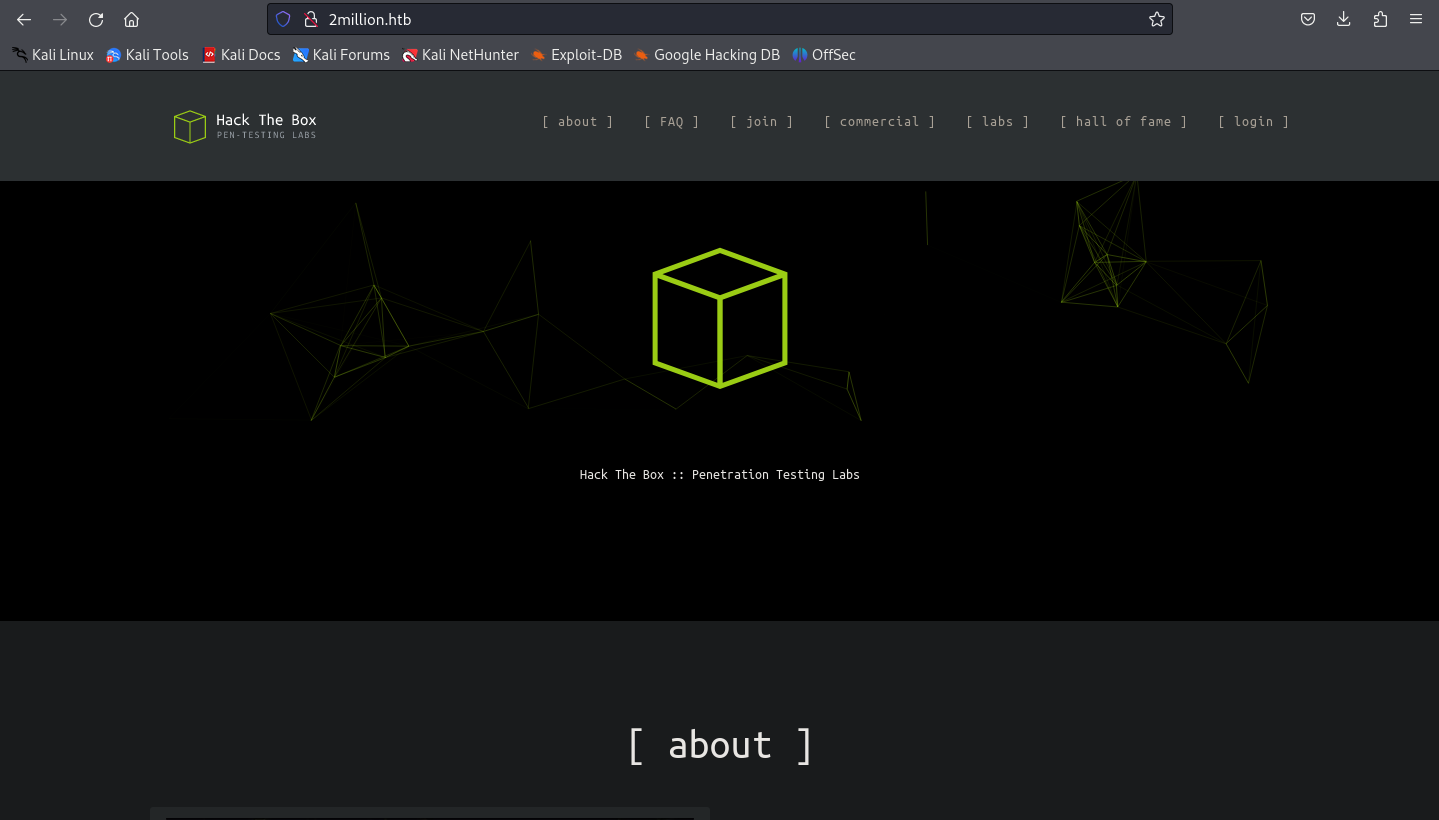 2million.htb
Kali Linux Kali Tools Kali Docs Kali Forums Kali NetHunter Exploit-DB Google Hacking DB OffSec
Hack The Box
PEN-TESTING LABS
[ about ] [ FAQ ] [ join ] [ commercial ] [ labs ] [ hall of fame ] [ login ]
Hack The Box :: Penetration Testing Labs
[ about ]